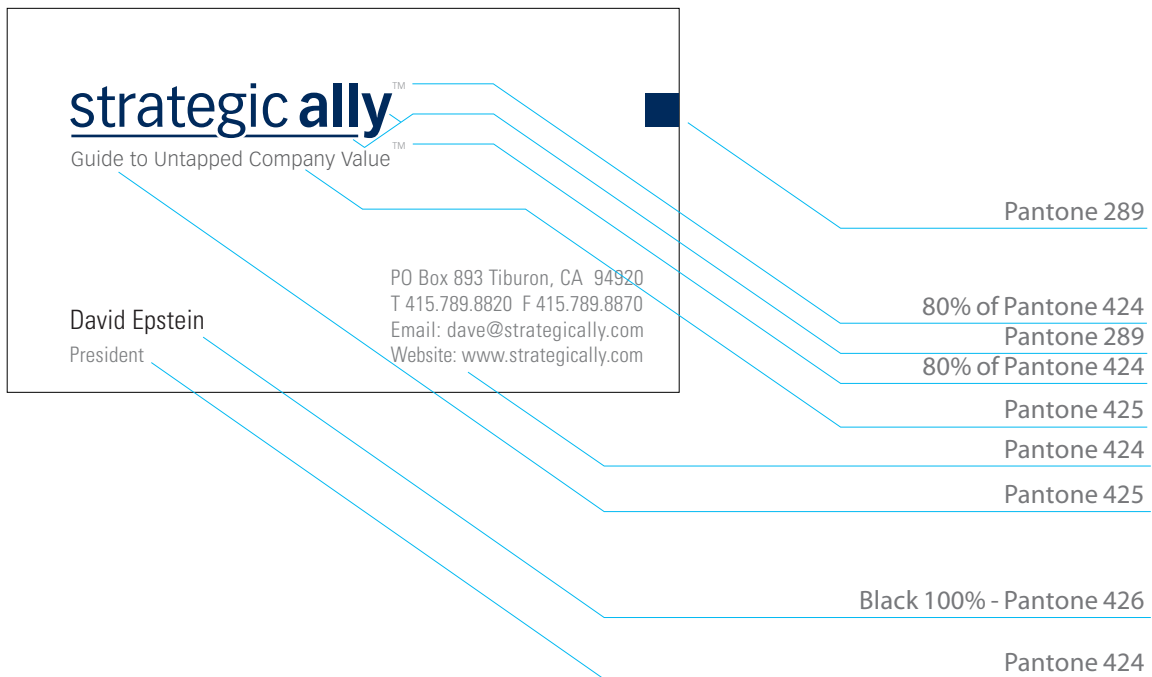 strategic ally™
Guide to Untapped Company Value™
PO Box 893 Tiburon, CA 94920
T 415.789.8820 F 415.789.8870
Email: dave@strategically.com
Website: www.strategically.com
David Epstein
President
Pantone 289
80% of Pantone 424
Pantone 289
80% of Pantone 424
Pantone 425
Pantone 424
Pantone 425
Black 100% - Pantone 426
Pantone 424